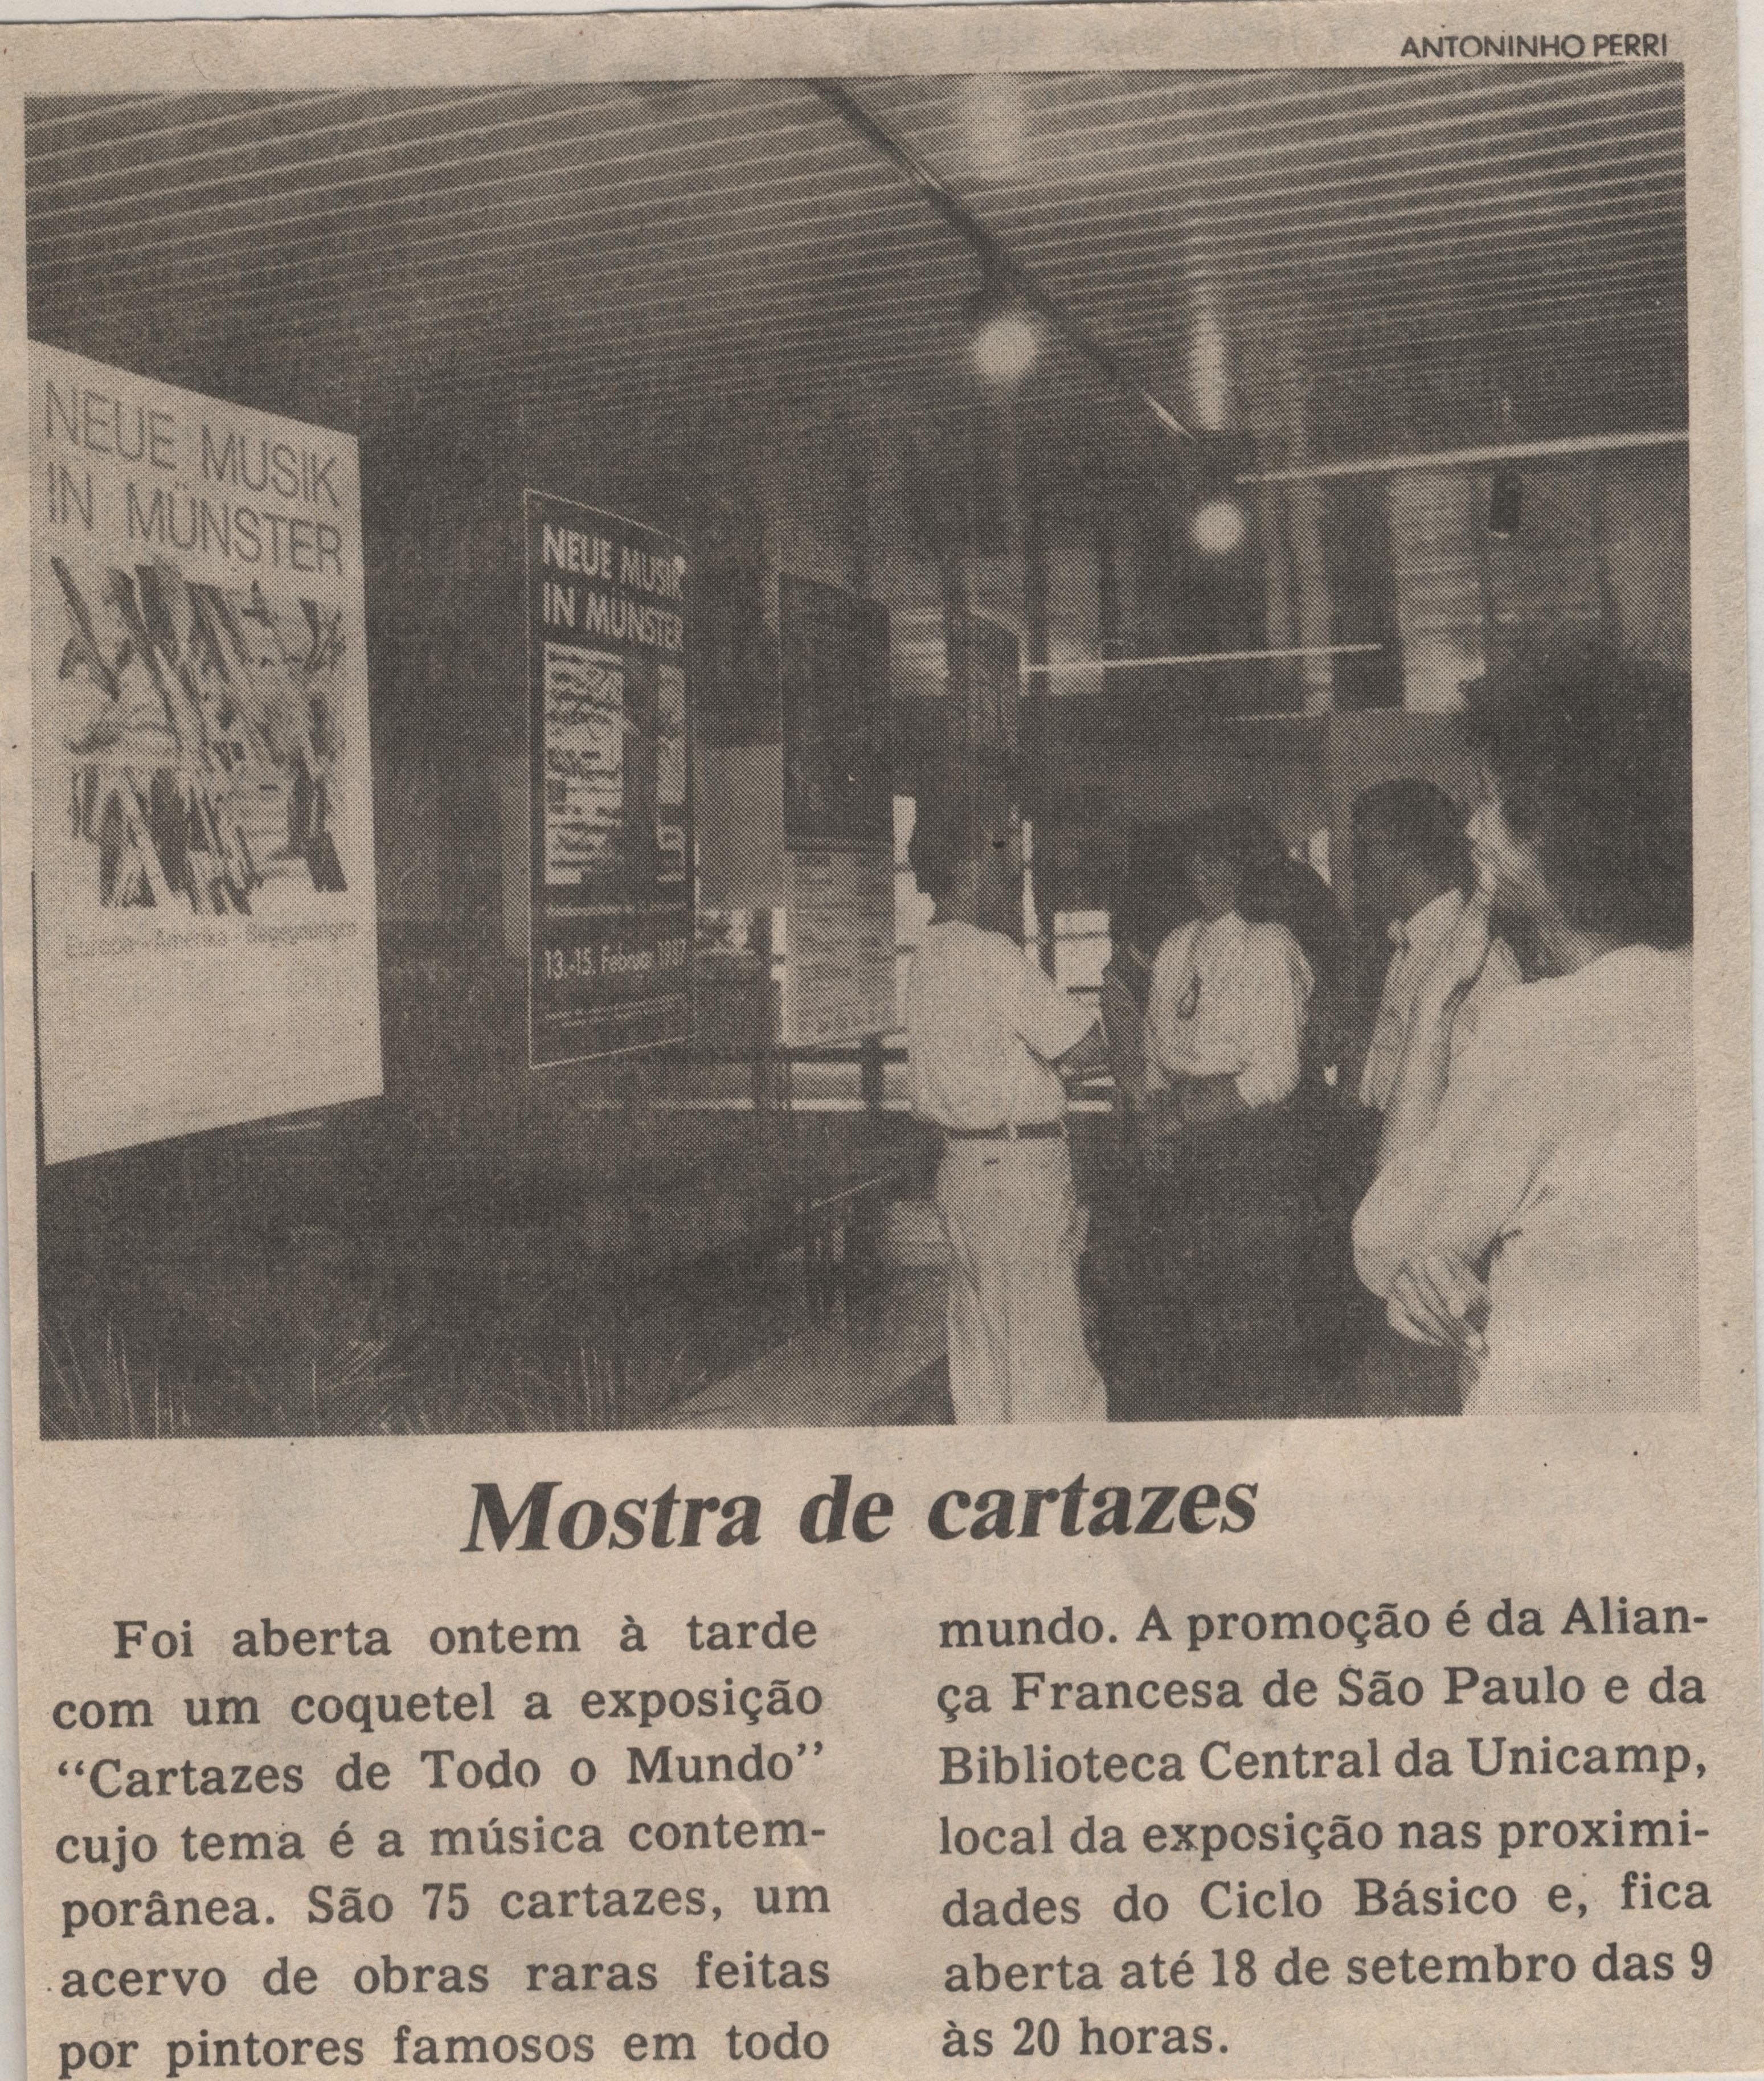 ANTONINHO PERRI
NEUE MUSIK
IN MÜNSTER
Europa - Amerika - Begegnungen
NEUE MUSIK
IN MÜNSTER
13.-15. Februar 1987
Mostra de cartazes
Foi aberta ontem à tarde
com um coquetel a exposição
“Cartazes de Todo o Mundo”
cujo tema é a música contem-
porânea. São 75 cartazes, um
acervo de obras raras feitas
por pintores famosos em todo
mundo. A promoção é da Alian-
ça Francesa de São Paulo e da
Biblioteca Central da Unicamp,
local da exposição nas proximi-
dades do Ciclo Básico e, fica
aberta até 18 de setembro das 9
às 20 horas.